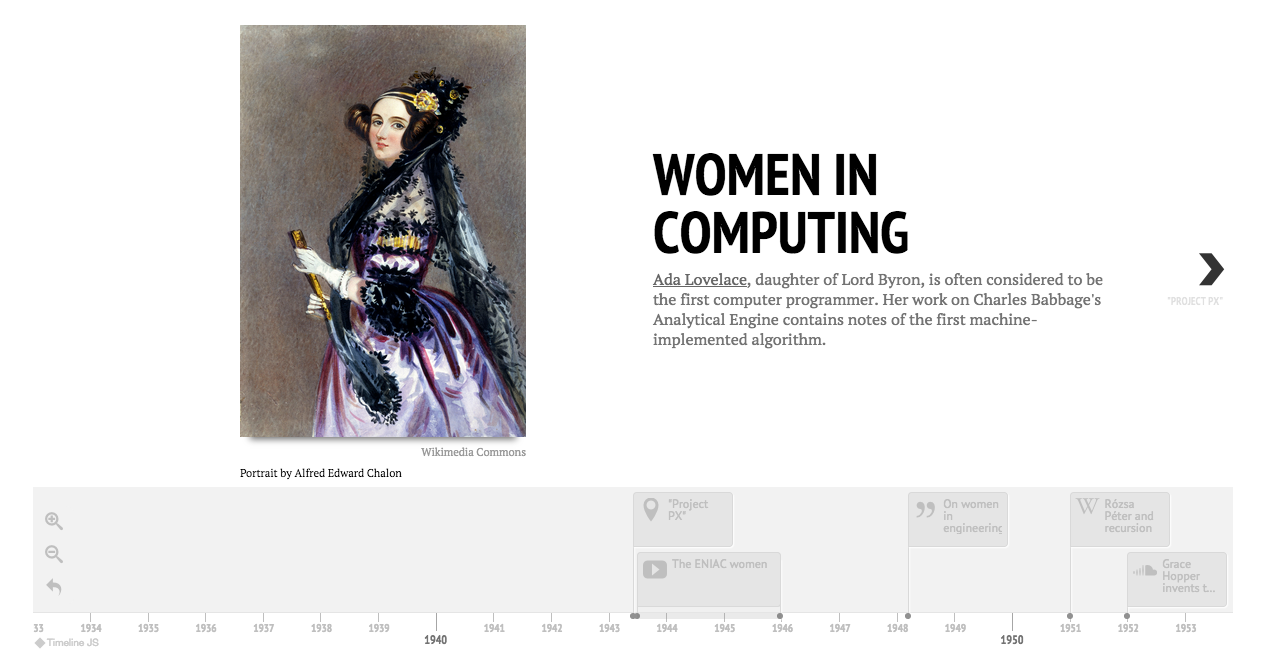 WOMEN IN
COMPUTING
Ada Lovelace, daughter of Lord Byron, is often considered to be
the first computer programmer. Her work on Charles Babbage's
Analytical Engine contains notes of the first machine-
implemented algorithm.
"PROJECT PX"
Wikimedia Commons
Portrait by Alfred Edward Chalon
"Project
PX"
The ENIAC women
On women
in
engineering
Rózsa
Péter and
recursion
Grace
Hopper
invents t...
33 1934 1935 1936 1937 1938 1939 1940 1941 1942 1943 1944 1945 1946 1947 1948 1949 1950 1951 1952 1953
Timeline JS